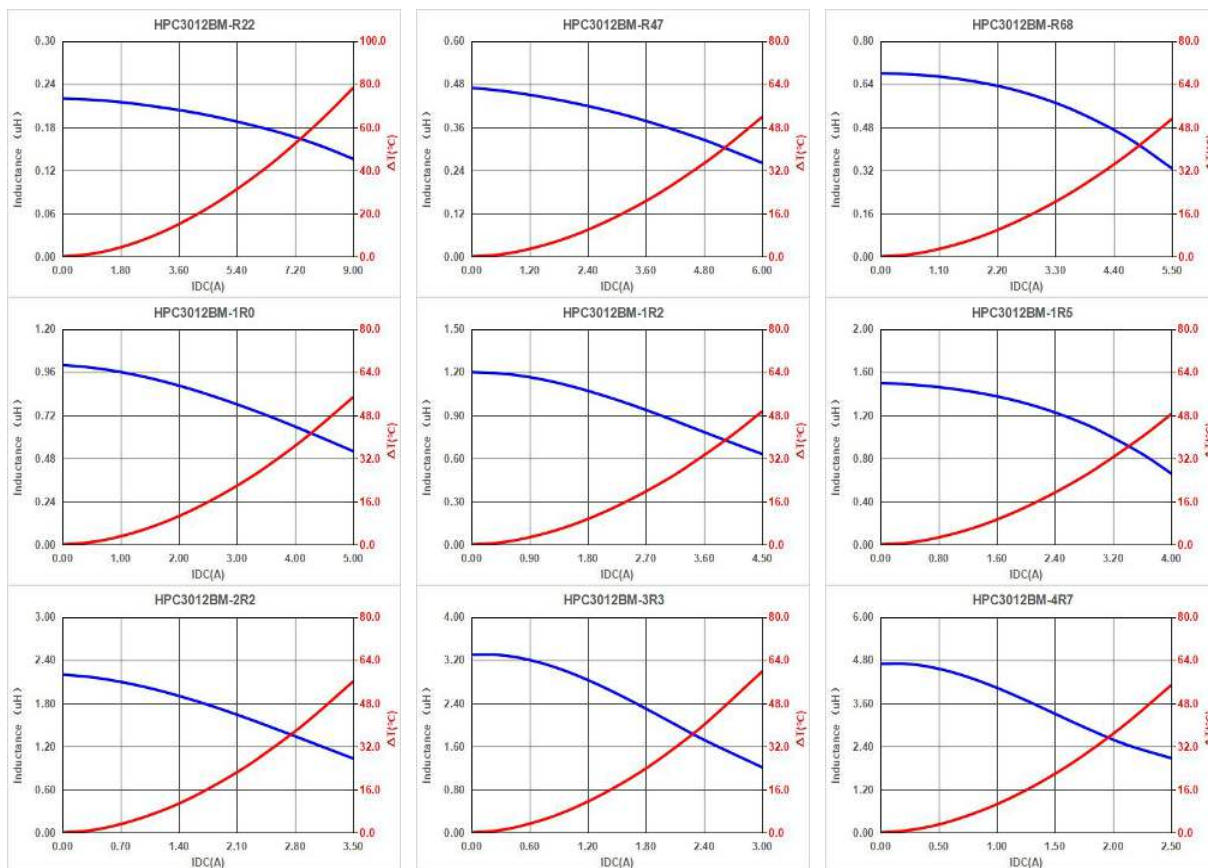 HPC3012BM-R22
0.30
0.24
0.18
0.12
0.06
0.00
Inductance (uH)
100.0
80.0
60.0
40.0
20.0
0.0
ΔT(℃)
0.00 1.80 3.60 5.40 7.20 9.00
IDC(A)
HPC3012BM-R47
0.60
0.48
0.36
0.24
0.12
0.00
Inductance (uH)
80.0
64.0
48.0
32.0
16.0
0.0
ΔT(℃)
0.00 1.20 2.40 3.60 4.80 6.00
IDC(A)
HPC3012BM-R68
0.80
0.64
0.48
0.32
0.16
0.00
Inductance (uH)
80.0
64.0
48.0
32.0
16.0
0.0
ΔT(℃)
0.00 1.10 2.20 3.30 4.40 5.50
IDC(A)
HPC3012BM-1R0
1.20
0.96
0.72
0.48
0.24
0.00
Inductance (uH)
80.0
64.0
48.0
32.0
16.0
0.0
ΔT(℃)
0.00 1.00 2.00 3.00 4.00 5.00
IDC(A)
HPC3012BM-1R2
1.50
1.20
0.90
0.60
0.30
0.00
Inductance (uH)
80.0
64.0
48.0
32.0
16.0
0.0
ΔT(℃)
0.00 0.90 1.80 2.70 3.60 4.50
IDC(A)
HPC3012BM-1R5
2.00
1.60
1.20
0.80
0.40
0.00
Inductance (uH)
80.0
64.0
48.0
32.0
16.0
0.0
ΔT(℃)
0.00 0.80 1.60 2.40 3.20 4.00
IDC(A)
HPC3012BM-2R2
3.00
2.40
1.80
1.20
0.60
0.00
Inductance (uH)
80.0
64.0
48.0
32.0
16.0
0.0
ΔT(℃)
0.00 0.70 1.40 2.10 2.80 3.50
IDC(A)
HPC3012BM-3R3
4.00
3.20
2.40
1.60
0.80
0.00
Inductance (uH)
80.0
64.0
48.0
32.0
16.0
0.0
ΔT(℃)
0.00 0.60 1.20 1.80 2.40 3.00
IDC(A)
HPC3012BM-4R7
6.00
4.80
3.60
2.40
1.20
0.00
Inductance (uH)
80.0
64.0
48.0
32.0
16.0
0.0
ΔT(℃)
0.00 0.50 1.00 1.50 2.00 2.50
IDC(A)